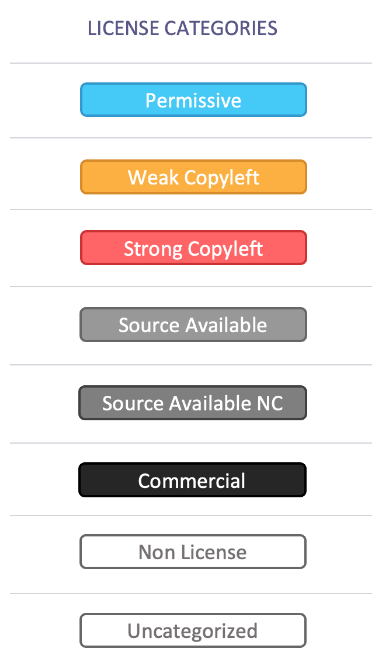 LICENSE CATEGORIES
Permissive
Weak Copyleft
Strong Copyleft
Source Available
Source Available NC
Commercial
Non License
Uncategorized